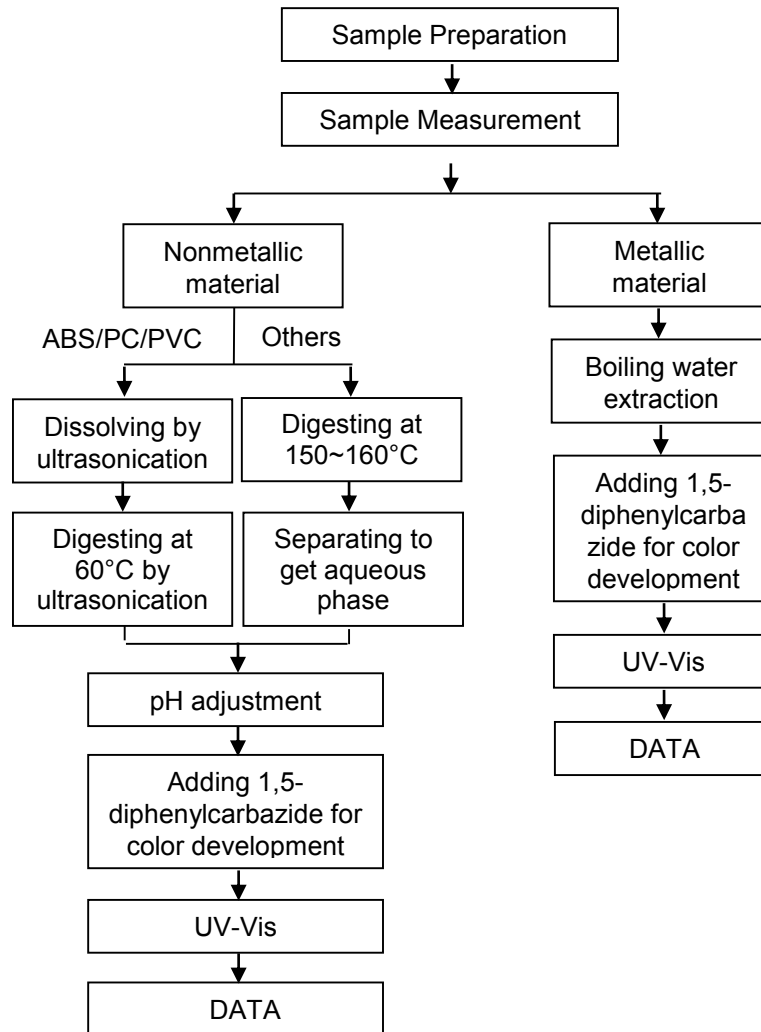 Sample Preparation
Sample Measurement
Nonmetallic
material
ABS/PC/PVC
Others
Dissolving by
ultrasonication
Digesting at
150~160°C
Digesting at
60°C by
ultrasonication
Separating to
get aqueous
phase
pH adjustment
Adding 1,5-
diphenylcarbazide for
color development
UV-Vis
DATA
Metallic
material
Boiling water
extraction
Adding 1,5-
diphenylcarba
zide for color
development
UV-Vis
DATA